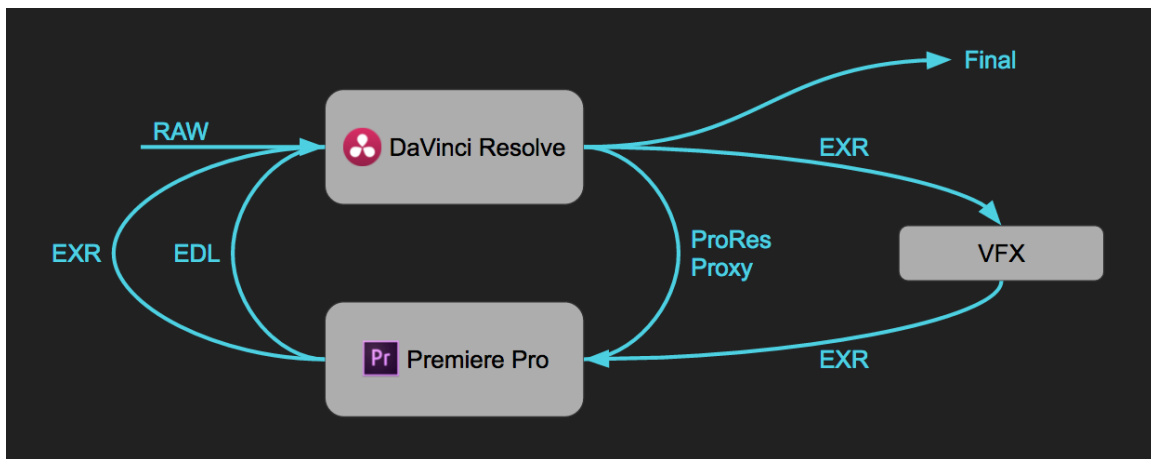 Final
RAW
DaVinci Resolve
EXR
EXR
EDL
ProRes
Proxy
VFX
Pr
Premiere Pro
EXR